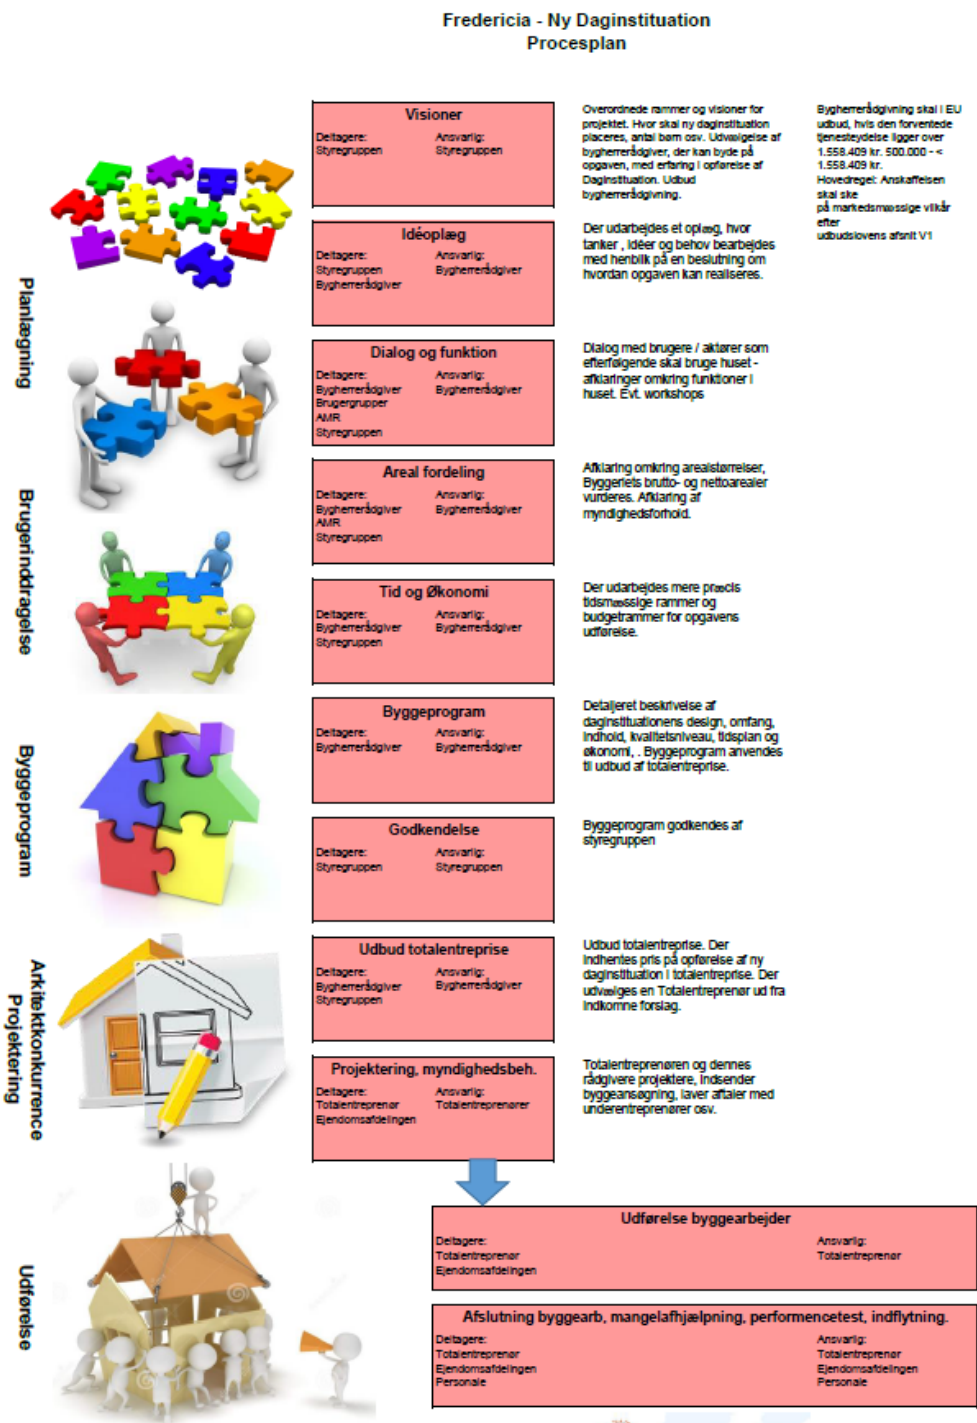 Fredericia - Ny Daginstituation
Procesplan
Planlægning
Brugerinddragelse
Byggeprogram
Arkitektkonkurrence
Projektering
Udførelse
Visioner
Deltagere: Ansvarlig:
Styregruppen Styregruppen
Overordnede rammer og visioner for
projektet. Hvor skal ny daginstituation
placeres, antal børn osv. Udvælgelse af
bygherrerådgiver, der kan byde på
opgaven, med erfaring i opførelse af
Daginstituation. Udbud
bygherrerådgivning.
Bygherrerådgivning skal i EU
udbud, hvis den forventede
tjenesteydelse ligger over
1.558.409 kr. 500.000 - <
1.558.409 kr.
Hovedregel: Anskaffelsen
skal ske
på markedsmæssige vilkår
efter
udbudslovens afsnit V1
Idéoplæg
Deltagere: Ansvarlig:
Styregruppen Bygherrerådgiver
Bygherrerådgiver
Der udarbejdes et oplæg, hvor
tanker , idéer og behov bearbejdes
med henblik på en beslutning om
hvordan opgaven kan realiseres.
Dialog og funktion
Deltagere: Ansvarlig:
Bygherrerådgiver Bygherrerådgiver
Brugergrupper
AMR
Styregruppen
Dialog med brugere / aktører som
efterfølgende skal bruge huset -
afklaringer omkring funktioner i
huset. Evt. workshops
Areal fordeling
Deltagere: Ansvarlig:
Bygherrerådgiver Bygherrerådgiver
AMR
Styregruppen
Afklaring omkring arealstørrelser,
Byggeriets brutto- og nettoarealer
vurderes. Afklaring af
myndighedsforhold.
Tid og Økonomi
Deltagere: Ansvarlig:
Bygherrerådgiver Bygherrerådgiver
Styregruppen
Der udarbejdes mere præcis
tidsmæssige rammer og
budgetrammer for opgavens
udførelse.
Byggeprogram
Deltagere: Ansvarlig:
Bygherrerådgiver Bygherrerådgiver
Detaljeret beskrivelse af
daginstituationens design, omfang,
indhold, kvalitetsniveau, tidsplan og
økonomi, . Byggeprogram anvendes
til udbud af totalentreprise.
Godkendelse
Deltagere: Ansvarlig:
Styregruppen Styregruppen
Byggeprogram godkendes af
styregruppen
Udbud totalentreprise
Deltagere: Ansvarlig:
Bygherrerådgiver Bygherrerådgiver
Styregruppen
Udbud totalentreprise. Der
indhentes pris på opførelse af ny
daginstituation i totalentreprise. Der
udvælges en Totalentreprenør ud fra
indkomne forslag.
Projektering, myndighedsbeh.
Deltagere: Ansvarlig:
Totalentreprenør Totalentreprenører
Ejendomsafdelingen
Totalentreprenøren og dennes
rådgivere projektere, indsender
byggeansøgning, laver aftaler med
underentreprenører osv.
Udførelse byggearbejder
Deltagere: Ansvarlig:
Totalentreprenør Totalentreprenør
Ejendomsafdelingen
Afslutning byggearb, mangelafhjælpning, performencetest, indflytning.
Deltagere: Ansvarlig:
Totalentreprenør Totalentreprenør
Ejendomsafdelingen Ejendomsafdelingen
Personale Personale